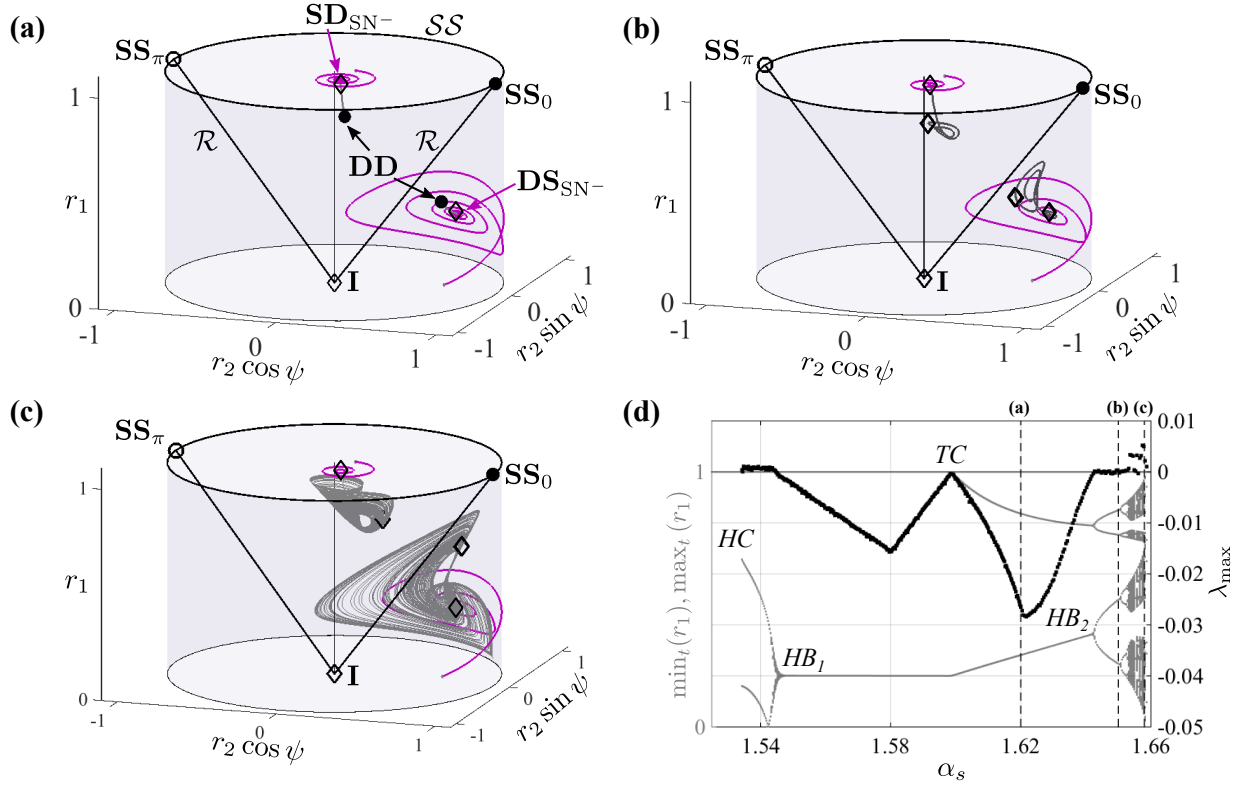 (a)
SD_SN−
SS
SS_π
SS_0
1
R
R
DD
DS_SN−
r_1
I
0
-1
0
1
-1
0
1
r_2 cos ψ
r_2 sin ψ
(b)
SS_π
SS_0
1
r_1
I
0
-1
0
1
-1
0
1
r_2 cos ψ
r_2 sin ψ
(c)
SS_π
SS_0
1
r_1
I
0
-1
0
1
-1
0
1
r_2 cos ψ
r_2 sin ψ
(d)
(a) (b) (c)
0.01
1 TC 0
-0.01
HC
-0.02
HB_2 -0.03
HB_1
-0.04
0 -0.05
1.54 1.58 1.62 1.66
α_s
min_t(r_1), max_t(r_1)
λ_max